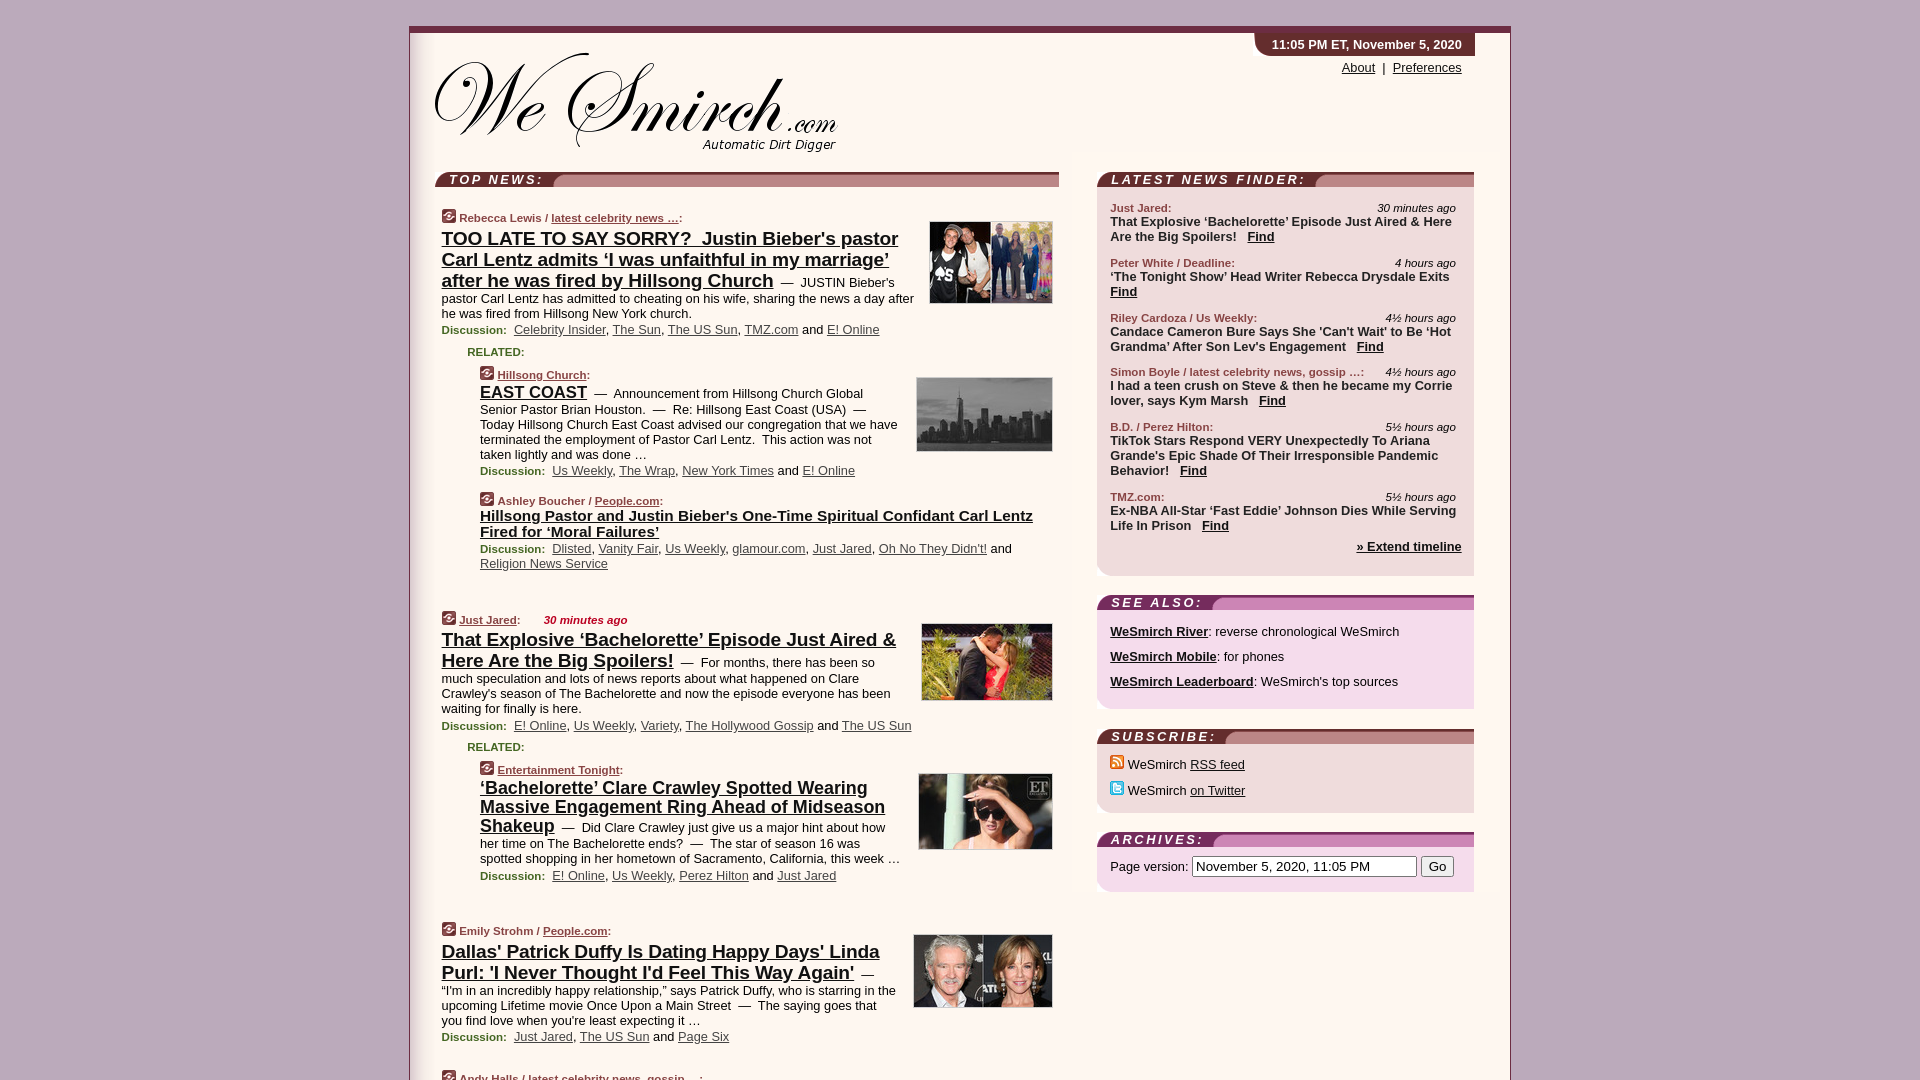 11:05 PM ET, November 5, 2020
About | Preferences
We Smirch.com
Automatic Dirt Digger
TOP NEWS:
Rebecca Lewis / latest celebrity news …:
TOO LATE TO SAY SORRY?  Justin Bieber's pastor
Carl Lentz admits ‘I was unfaithful in my marriage’
after he was fired by Hillsong Church  —  JUSTIN Bieber's
pastor Carl Lentz has admitted to cheating on his wife, sharing the news a day after
he was fired from Hillsong New York church.
Discussion:  Celebrity Insider, The Sun, The US Sun, TMZ.com and E! Online
RELATED:
Hillsong Church:
EAST COAST  —  Announcement from Hillsong Church Global
Senior Pastor Brian Houston.  —  Re: Hillsong East Coast (USA)  —
Today Hillsong Church East Coast advised our congregation that we have
terminated the employment of Pastor Carl Lentz.  This action was not
taken lightly and was done …
Discussion:  Us Weekly, The Wrap, New York Times and E! Online
Ashley Boucher / People.com:
Hillsong Pastor and Justin Bieber's One-Time Spiritual Confidant Carl Lentz
Fired for ‘Moral Failures’
Discussion:  Dlisted, Vanity Fair, Us Weekly, glamour.com, Just Jared, Oh No They Didn't! and
Religion News Service
Just Jared:  30 minutes ago
That Explosive ‘Bachelorette’ Episode Just Aired &
Here Are the Big Spoilers!  —  For months, there has been so
much speculation and lots of news reports about what happened on Clare
Crawley's season of The Bachelorette and now the episode everyone has been
waiting for finally is here.
Discussion:  E! Online, Us Weekly, Variety, The Hollywood Gossip and The US Sun
RELATED:
Entertainment Tonight:
‘Bachelorette’ Clare Crawley Spotted Wearing
Massive Engagement Ring Ahead of Midseason
Shakeup  —  Did Clare Crawley just give us a major hint about how
her time on The Bachelorette ends?  —  The star of season 16 was
spotted shopping in her hometown of Sacramento, California, this week …
Discussion:  E! Online, Us Weekly, Perez Hilton and Just Jared
ET
Emily Strohm / People.com:
Dallas' Patrick Duffy Is Dating Happy Days' Linda
Purl: 'I Never Thought I'd Feel This Way Again'  —
“I'm in an incredibly happy relationship,” says Patrick Duffy, who is starring in the
upcoming Lifetime movie Once Upon a Main Street  —  The saying goes that
you find love when you're least expecting it …
Discussion:  Just Jared, The US Sun and Page Six
Andy Halls / latest celebrity news, gossip …:
LATEST NEWS FINDER:
Just Jared:  30 minutes ago
That Explosive ‘Bachelorette’ Episode Just Aired & Here
Are the Big Spoilers!  Find
Peter White / Deadline:  4 hours ago
‘The Tonight Show’ Head Writer Rebecca Drysdale Exits
Find
Riley Cardoza / Us Weekly:  4½ hours ago
Candace Cameron Bure Says She 'Can't Wait' to Be ‘Hot
Grandma’ After Son Lev's Engagement  Find
Simon Boyle / latest celebrity news, gossip …:  4½ hours ago
I had a teen crush on Steve & then he became my Corrie
lover, says Kym Marsh  Find
B.D. / Perez Hilton:  5½ hours ago
TikTok Stars Respond VERY Unexpectedly To Ariana
Grande's Epic Shade Of Their Irresponsible Pandemic
Behavior!  Find
TMZ.com:  5½ hours ago
Ex-NBA All-Star ‘Fast Eddie’ Johnson Dies While Serving
Life In Prison  Find
» Extend timeline
SEE ALSO:
WeSmirch River: reverse chronological WeSmirch
WeSmirch Mobile: for phones
WeSmirch Leaderboard: WeSmirch's top sources
SUBSCRIBE:
WeSmirch RSS feed
WeSmirch on Twitter
ARCHIVES:
Page version: November 5, 2020, 11:05 PM Go